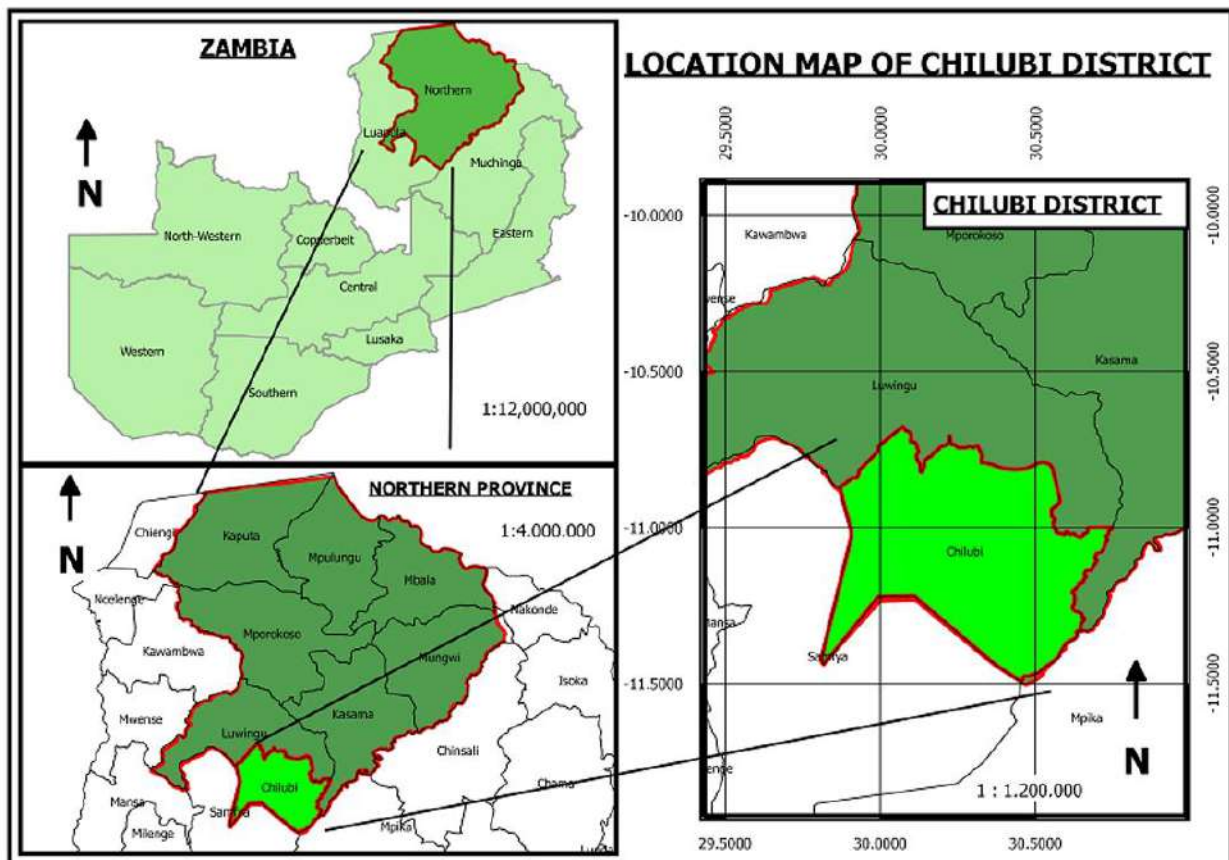 ZAMBIA
Northern
Luapula
Muchinga
N
North-Western
Copperbelt
Eastern
Central
Lusaka
Western
Southern
1:12,000,000
NORTHERN PROVINCE
1:4.000.000
N
Chiengi
Kaputa
Mpulungu
Mbala
Nakonde
Mporokoso
Kawambwa
Mungwi
Isoka
Mwense
Kasama
Luwingu
Chinsali
Chilubi
Chama
Mansa
Mpika
Milenge
LOCATION MAP OF CHILUBI DISTRICT
29.5000 30.0000 30.5000
CHILUBI DISTRICT
-10.0000 -10.0000
Kawambwa
Mporokoso
Kasama
-10.5000 -10.5000
Luwingu
-11.0000 -11.0000
Chilubi
-11.5000 -11.5000
Mpika
N
1 : 1.200.000
29.5000 30.0000 30.5000